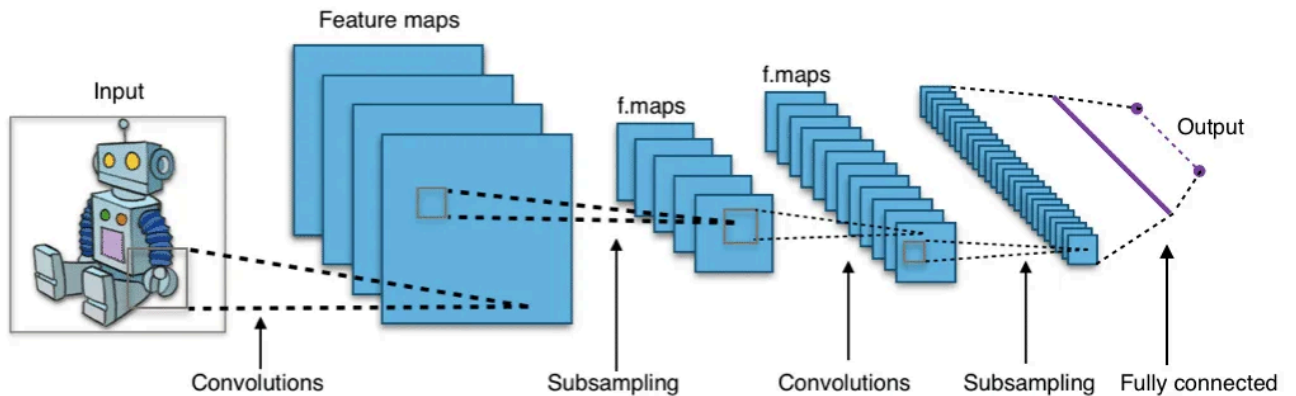 Feature maps
Input
f.maps
f.maps
Output
Convolutions
Subsampling
Convolutions
Subsampling
Fully connected